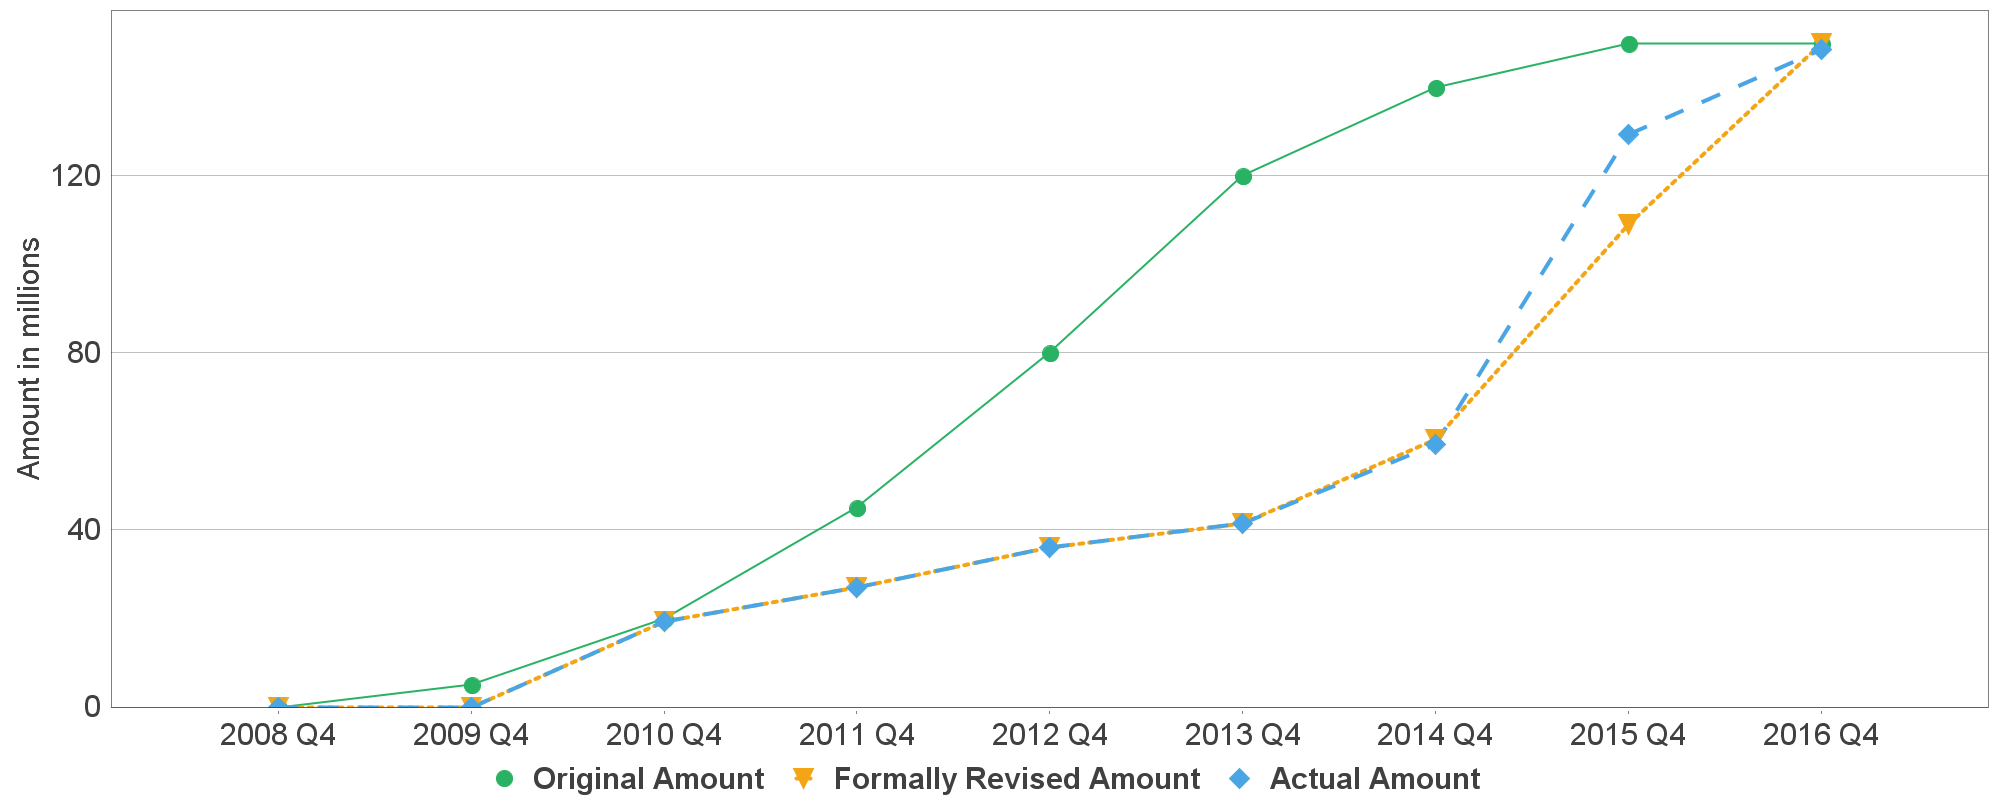 Amount in millions
120
80
40
0
2008 Q4 2009 Q4 2010 Q4 2011 Q4 2012 Q4 2013 Q4 2014 Q4 2015 Q4 2016 Q4
Original Amount Formally Revised Amount Actual Amount